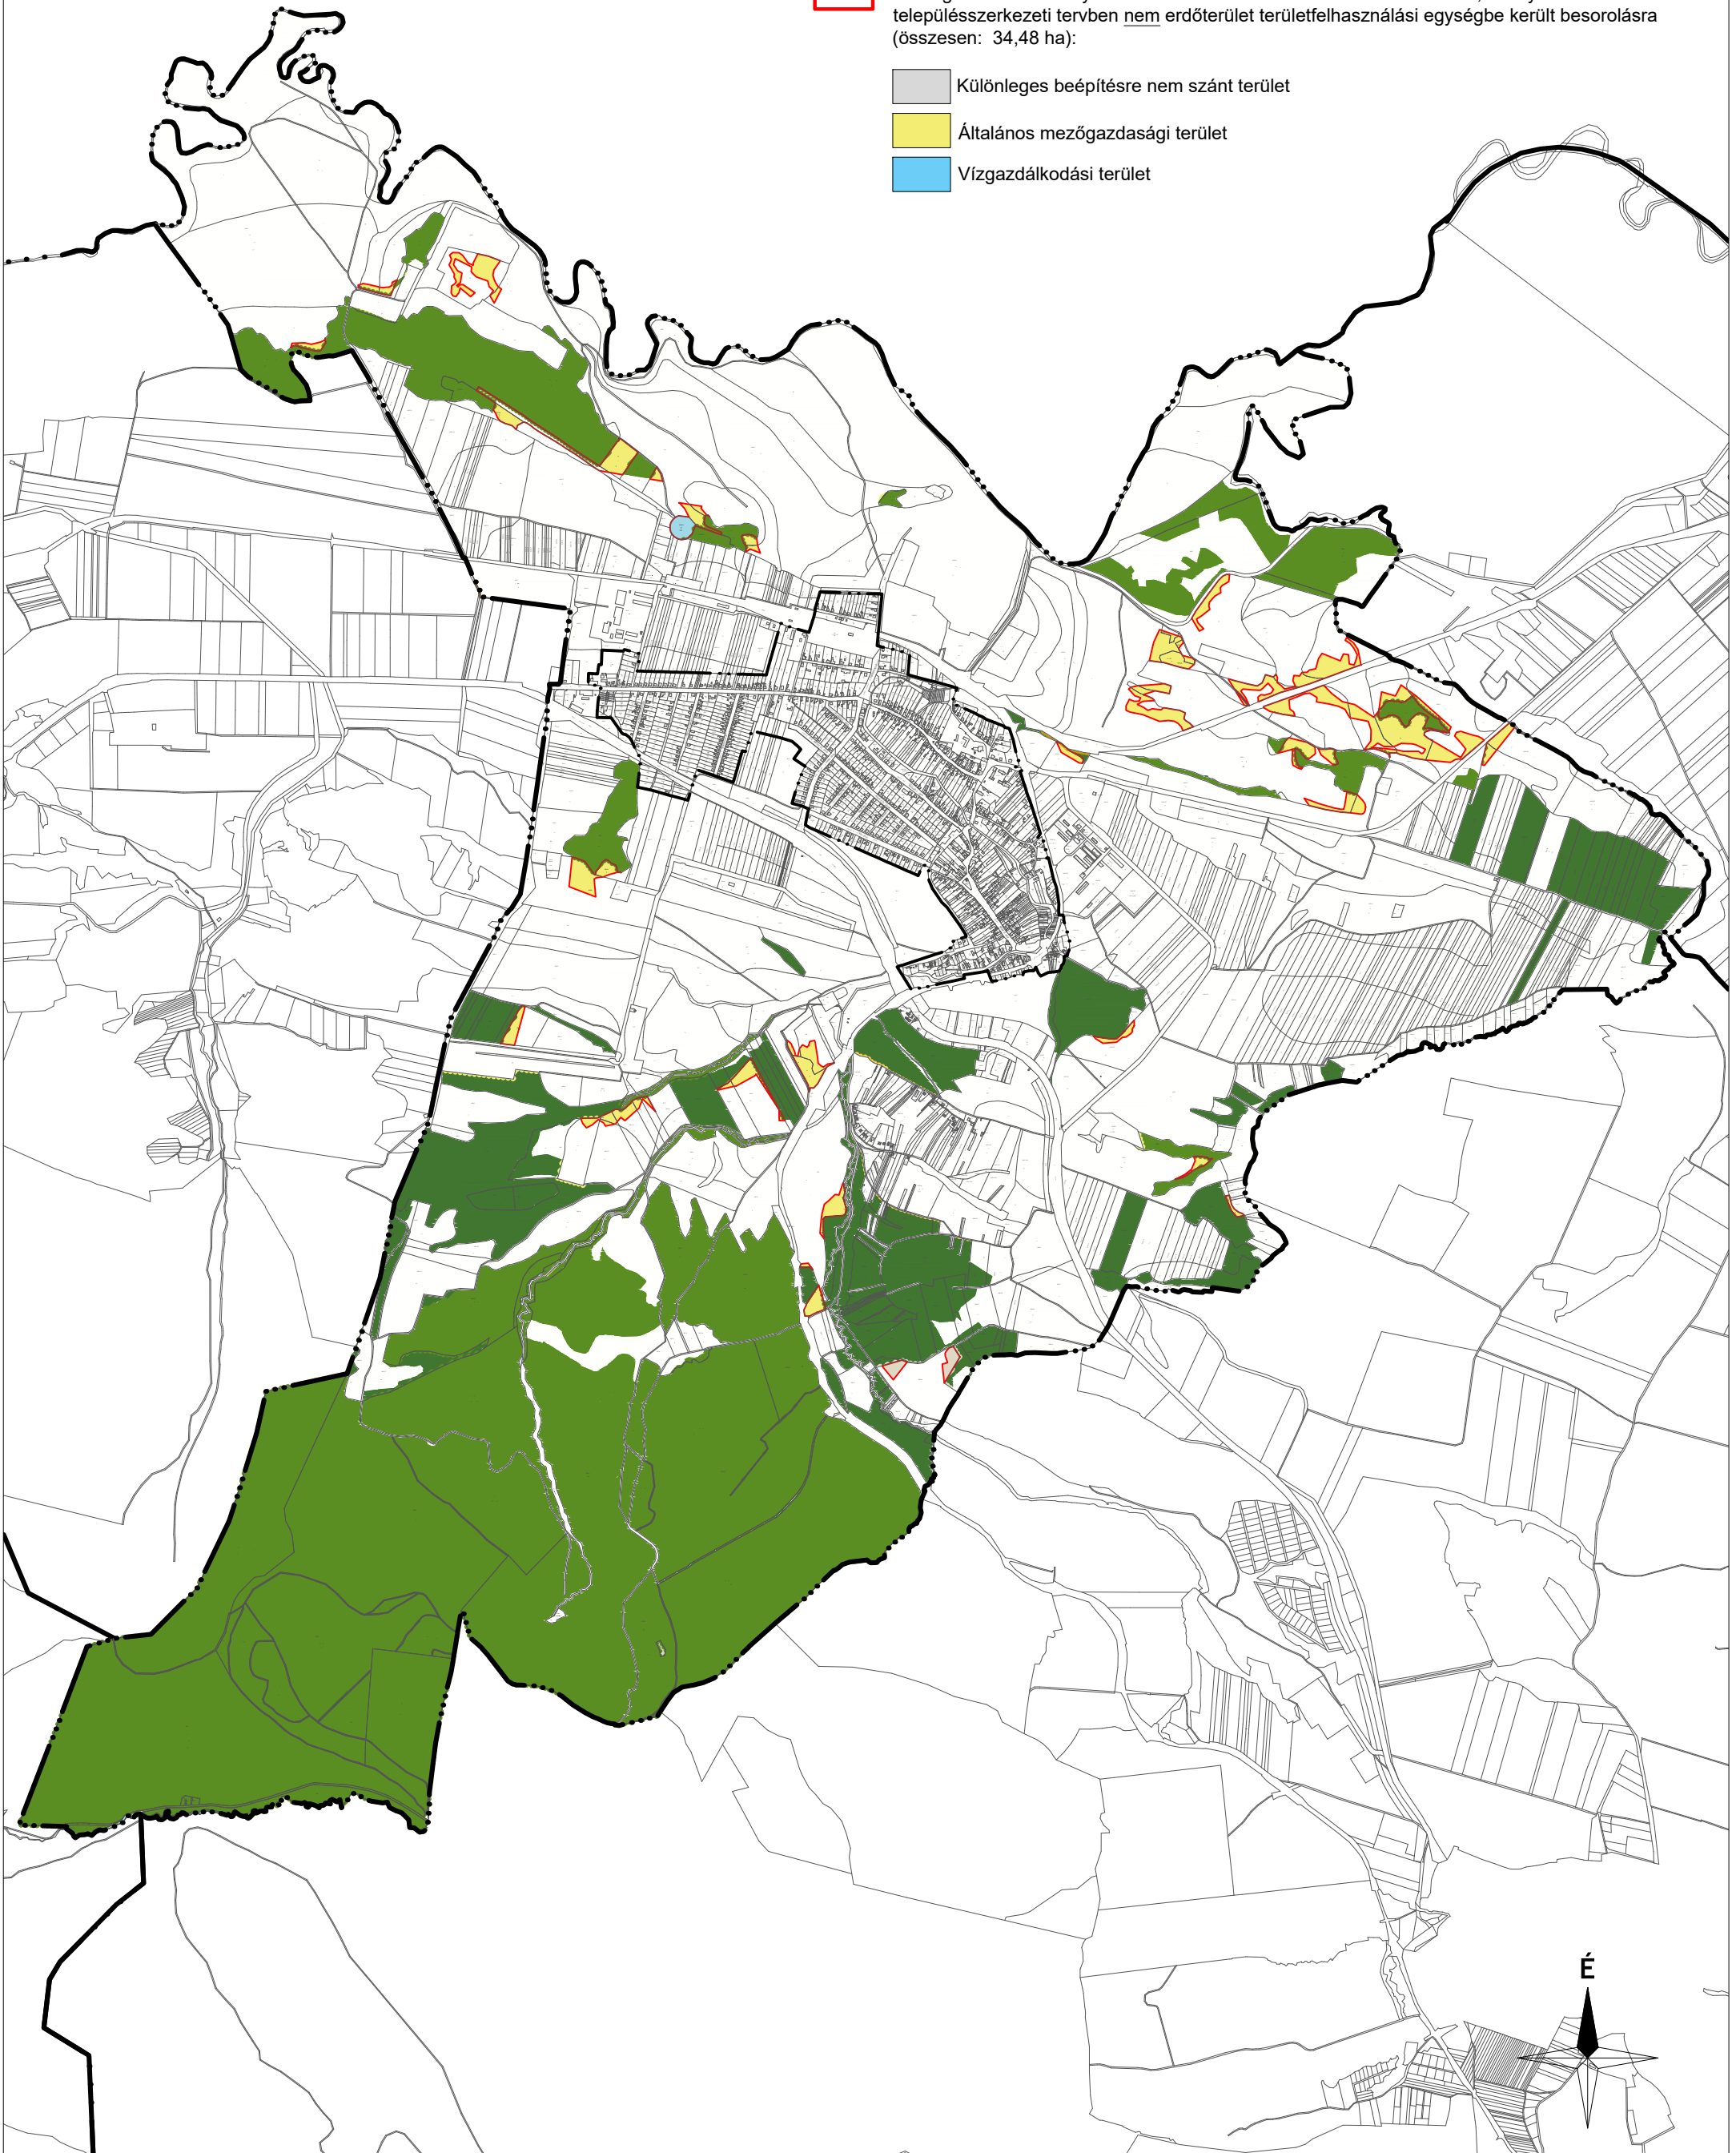 településszerkezeti tervben nem erdőterület területfelhasználási egységbe került besorolásra
(összesen: 34,48 ha):
Különleges beépítésre nem szánt terület
Általános mezőgazdasági terület
Vízgazdálkodási terület
É